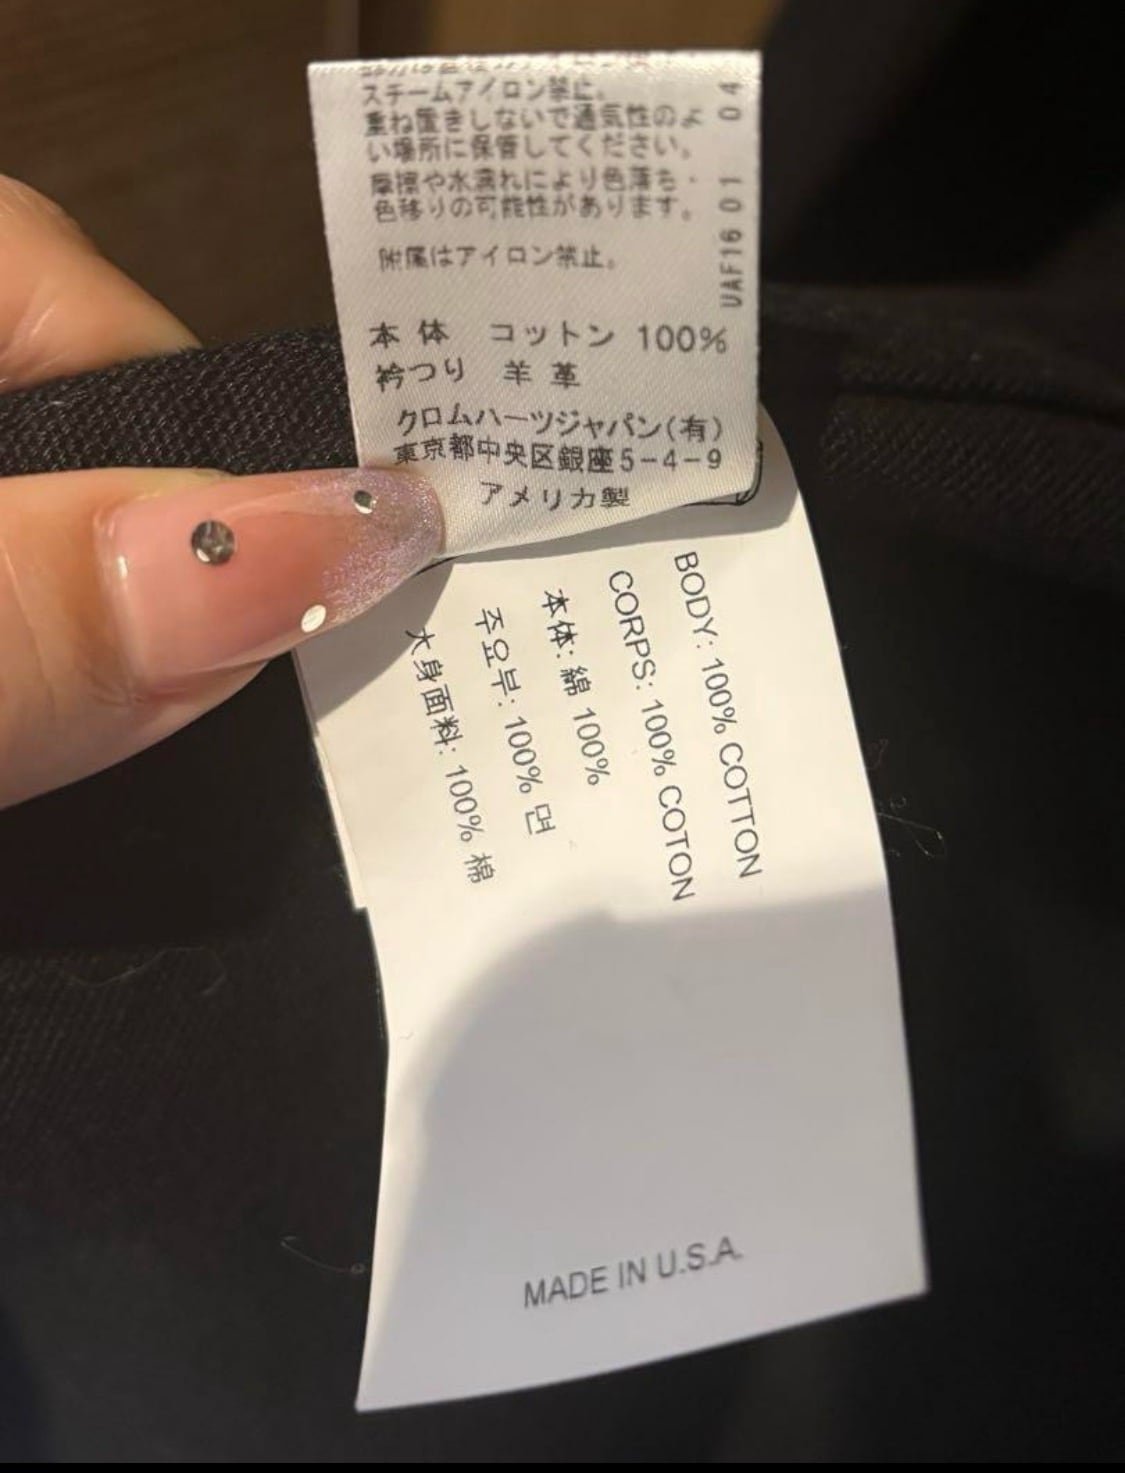 スチームアイロン禁止。
重ね置きしないで通気性のよ
い場所に保管してください。
摩擦や水濡れにより色落ち・
色移りの可能性があります。
附属はアイロン禁止。
本体 コットン 100%
衿つり 羊革
クロムハーツジャパン(有)
東京都中央区銀座5-4-9
アメリカ製
UAF16 01 04
BODY: 100% COTTON
CORPS: 100% COTON
本体: 綿 100%
주요부: 100% 면
大身面料: 100% 棉
MADE IN U.S.A.